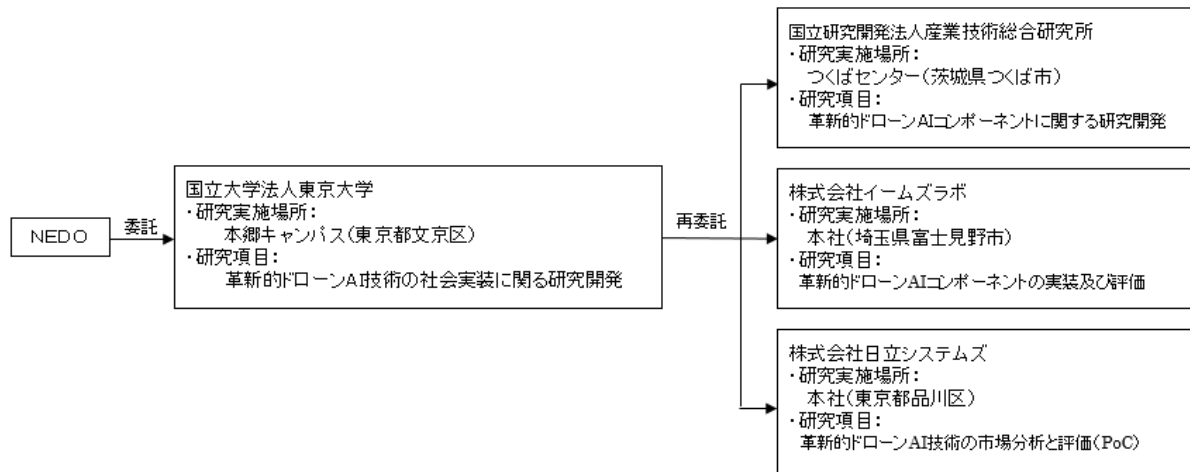 NEDO
委託
国立大学法人東京大学
・研究実施場所：
本郷キャンパス(東京都文京区)
・研究項目：
革新的ドローンAI技術の社会実装に関る研究開発
再委託
国立研究開発法人産業技術総合研究所
・研究実施場所：
つくばセンター(茨城県つくば市)
・研究項目：
革新的ドローンAIコンポーネントに関する研究開発
株式会社イームズラボ
・研究実施場所：
本社(埼玉県富士見野市)
・研究項目：
革新的ドローンAIコンポーネントの実装及び評価
株式会社日立システムズ
・研究実施場所：
本社(東京都品川区)
・研究項目：
革新的ドローンAI技術の市場分析と評価(PoC)